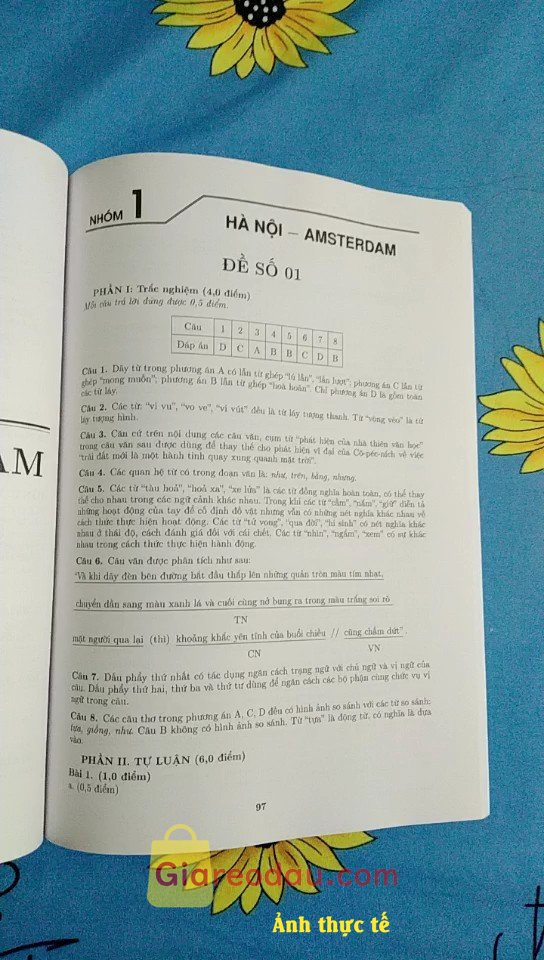 AM
NHÓM 1
HÀ NỘI – AMSTERDAM
ĐỀ SỐ 01
PHẦN I: Trắc nghiệm (4,0 điểm)
Mỗi câu trả lời đúng được 0,5 điểm.
Câu 1 2 3 4 5 6 7 8
Đáp án D C A B B C D B
Câu 1. Dãy từ trong phương án A có lẫn từ ghép “lú lẫn”, “lần lượt”; phương án C lẫn từ
ghép “mong muốn”; phương án B lẫn từ ghép “hoà hoãn”. Chỉ phương án D là gồm toàn
các từ láy.
Câu 2. Các từ: “vi vu”, “vo ve”, “vi vút” đều là từ láy tượng thanh. Từ “vòng vèo” là từ
láy tượng hình.
Câu 3. Căn cứ trên nội dung các câu văn, cụm từ “phát hiện của nhà thiên văn học”
trong câu văn sau được dùng để thay thế cho phát hiện vĩ đại của Cô-péc-ních về việc
“trái đất mới là một hành tinh quay xung quanh mặt trời”.
Câu 4. Các quan hệ từ có trong đoạn văn là: như, trên, bằng, nhưng.
Câu 5. Các từ “tàu hoả”, “hoả xa”, “xe lửa” là các từ đồng nghĩa hoàn toàn, có thể thay
thế cho nhau trong các ngữ cảnh khác nhau. Trong khi các từ “cầm”, “nắm”, “giữ” diễn tả
những hoạt động của tay để cố định đồ vật nhưng vẫn có những nét nghĩa khác nhau về
cách thức thực hiện hoạt động. Các từ “tử vong”, “qua đời”, “hi sinh” có nét nghĩa khác
nhau ở thái độ, cách đánh giá đối với cái chết. Các từ “nhìn”, “ngắm”, “xem” có sự khác
nhau trong cách thức thực hiện hành động.
Câu 6. Câu văn được phân tích như sau:
“Và khi dãy đèn bên đường bắt đầu thắp lên những quần tròn màu tím nhạt,
chuyển dần sang màu xanh lá và cuối cùng nở bung ra trong màu trắng soi rõ
TN
mặt người qua lại (thì) khoảng khắc yên tĩnh của buổi chiều // cũng chấm dứt”.
CN VN
Câu 7. Dấu phẩy thứ nhất có tác dụng ngăn cách trạng ngữ với chủ ngữ và vị ngữ của
câu. Dấu phẩy thứ hai, thứ ba và thứ tư dùng để ngăn cách các bộ phận cùng chức vụ vị
ngữ trong câu.
Câu 8. Các câu thơ trong phương án A, C, D đều có hình ảnh so sánh với các từ so sánh:
tựa, giống, như. Câu B không có hình ảnh so sánh. Từ “tựa” là động từ, có nghĩa là dựa
vào.
PHẦN II. TỰ LUẬN (6,0 điểm)
Bài 1. (1,0 điểm)
a. (0,5 điểm)
97
Giareodau.com
Ảnh thực tế